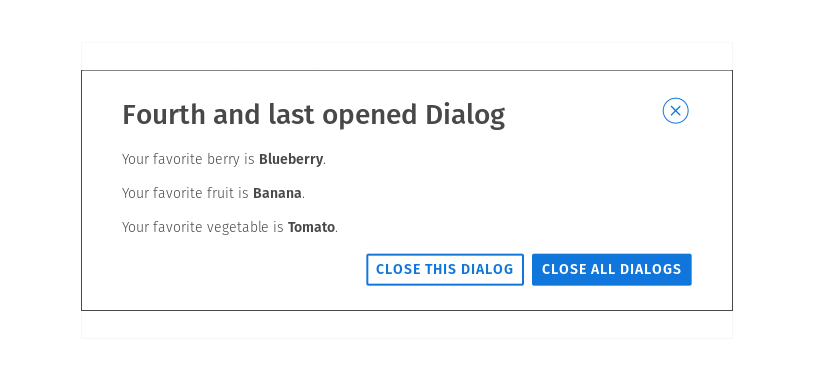 Fourth and last opened Dialog
Your favorite berry is Blueberry.
Your favorite fruit is Banana.
Your favorite vegetable is Tomato.
CLOSE THIS DIALOG CLOSE ALL DIALOGS